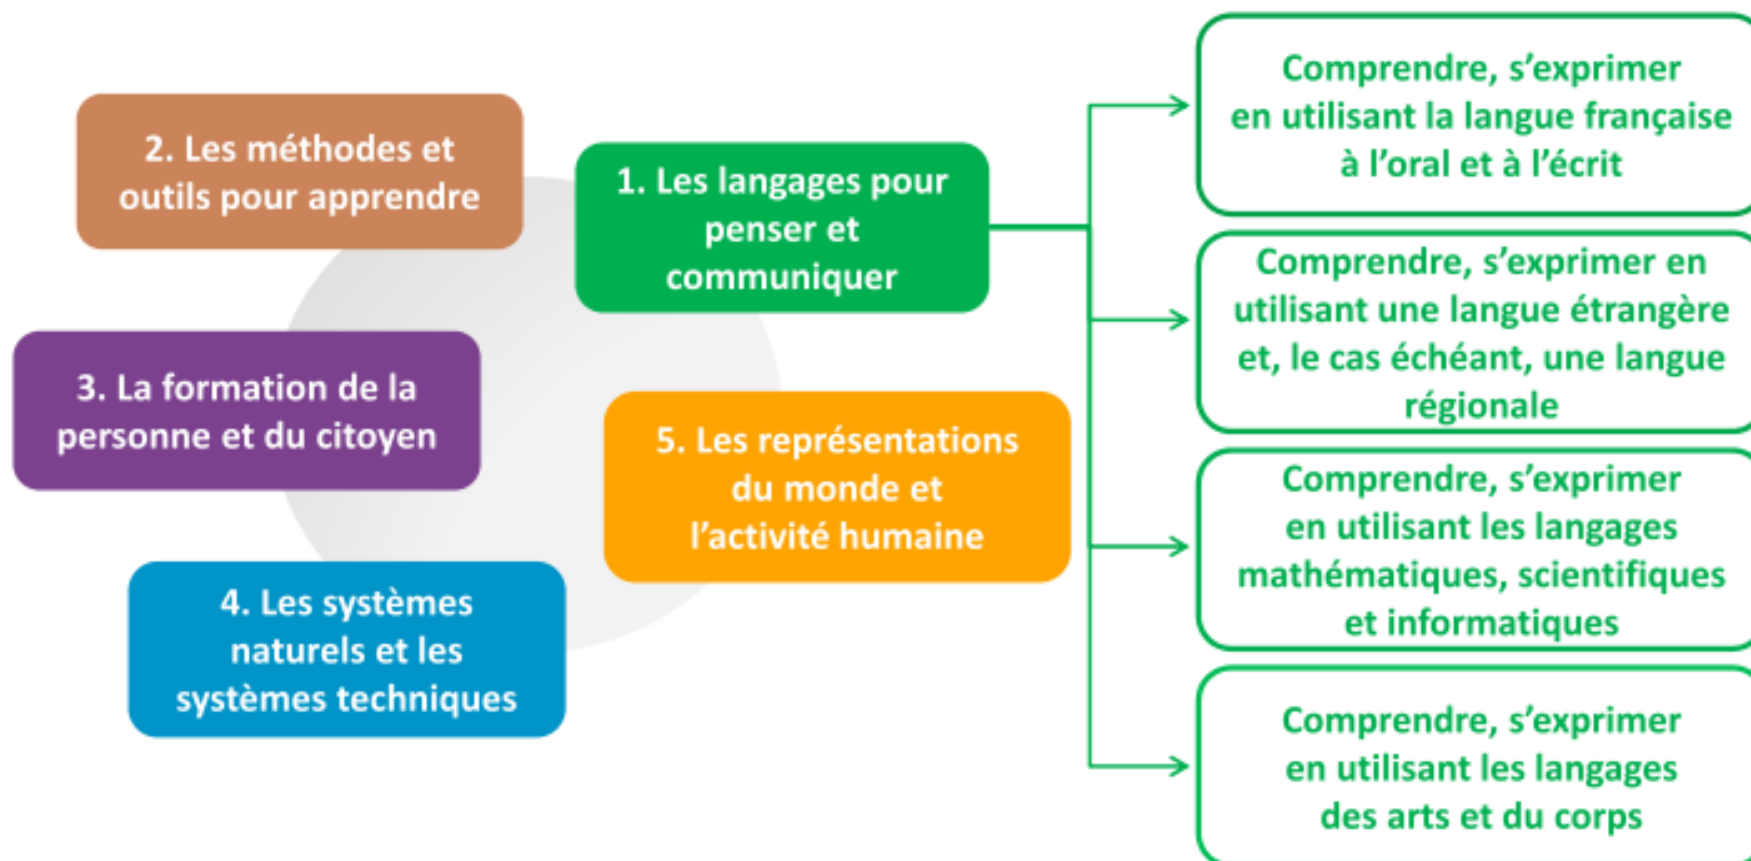 2. Les méthodes et
outils pour apprendre
1. Les langages pour
penser et
communiquer
3. La formation de la
personne et du citoyen
5. Les représentations
du monde et
l’activité humaine
4. Les systèmes
naturels et les
systèmes techniques
Comprendre, s’exprimer
en utilisant la langue française
à l’oral et à l’écrit
Comprendre, s’exprimer en
utilisant une langue étrangère
et, le cas échéant, une langue
régionale
Comprendre, s’exprimer
en utilisant les langages
mathématiques, scientifiques
et informatiques
Comprendre, s’exprimer
en utilisant les langages
des arts et du corps